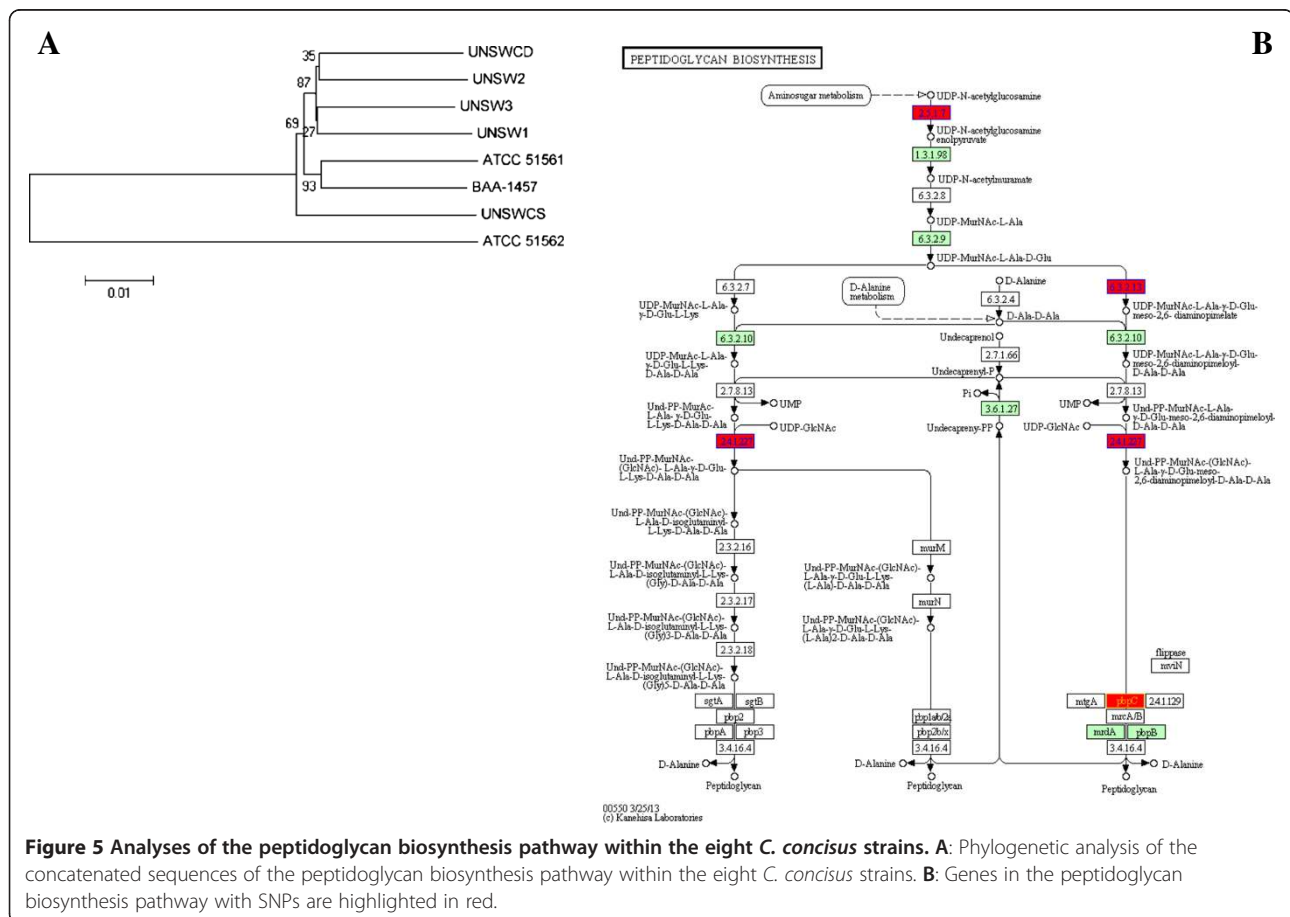 A
B
35
UNSWCD
87
UNSW2
UNSW3
69
27
UNSW1
ATCC 51561
93
BAA-1457
UNSWCS
ATCC 51562
0.01
PEPTIDOGLYCAN BIOSYNTHESIS
Aminosugar metabolism
UDP-N-acetylglucosamine
UDP-N-acetylglucosamine
enolpyruvate
1.3.1.98
UDP-N-acetylmuramate
6.3.2.8
UDP-MurNAc-L-Ala
6.3.2.9
UDP-MurNAc-L-Ala-D-Glu
6.3.2.7
UDP-MurNAc-L-Ala-
γ-D-Glu-L-Lys
6.3.2.10
UDP-MurAc-L-Ala-
γ-D-Glu-L-Lys-
D-Ala-D-Ala
2.7.8.13
UMP
Und-PP-MurAc-
L-Ala- γ-D-Glu-
L-Lys-D-Ala-D-Ala
UDP-GlcNAc
2.4.1.227
Und-PP-MurNAc-
(GlcNAc)- L-Ala-γ-D-Glu-
L-Lys-D-Ala-D-Ala
Und-PP-MurNAc-(GlcNAc)-
L-Ala-D-isoglutaminyl-
L-Lys-D-Ala-D-Ala
2.3.2.16
Und-PP-MurNAc-(GlcNAc)-
L-Ala-D-isoglutaminyl-L-Lys-
(Gly)-D-Ala-D-Ala
2.3.2.17
Und-PP-MurNAc-(GlcNAc)-
L-Ala-D-isoglutaminyl-L-Lys-
(Gly)3-D-Ala-D-Ala
2.3.2.18
Und-PP-MurNAc-(GlcNAc)-
L-Ala-D-isoglutaminyl-L-Lys-
(Gly)5-D-Ala-D-Ala
sgtA sgtB
pbp2
pbpA pbp3
3.4.16.4
D-Alanine
Peptidoglycan
D-Alanine
metabolism
D-Alanine
6.3.2.4
D-Ala-D-Ala
Undecaprenol
2.7.1.66
Undecaprenyl-P
Pi
3.6.1.27
Undecapreny-PP
murM
Und-PP-MurNAc-(GlcNAc)-
L-Ala-γ-D-Glu-L-Lys-
(L-Ala)-D-Ala-D-Ala
murN
Und-PP-MurNAc-(GlcNAc)-
L-Ala-γ-D-Glu-L-Lys-
(L-Ala)2-D-Ala-D-Ala
pbp1ab/2a
pbp2b/x
3.4.16.4
D-Alanine
Peptidoglycan
6.3.2.13
UDP-MurNAc-L-Ala-γ-D-Glu-
meso-2,6- diaminopimelate
6.3.2.10
UDP-MurNAc-L-Ala-γ-D-Glu-
meso-2,6-diaminopimeloyl-
D-Ala-D-Ala
2.7.8.13
UMP
Und-PP-MurNAc-L-Ala-
γ-D-Glu-meso-2,6-diaminopimeloyl-
D-Ala-D-Ala
UDP-GlcNAc
2.4.1.227
Und-PP-MurNAc-(GlcNAc)-
L-Ala-γ-D-Glu-meso-
2,6-diaminopimeloyl-D-Ala-D-Ala
flippase
mviN
mtgA pbpC 2.4.1.129
mrcA/B
mrdA pbpB
3.4.16.4
D-Alanine
Peptidoglycan
00550 3/25/13
(c) Kanehisa Laboratories
Figure 5 Analyses of the peptidoglycan biosynthesis pathway within the eight C. concisus strains. A: Phylogenetic analysis of the
concatenated sequences of the peptidoglycan biosynthesis pathway within the eight C. concisus strains. B: Genes in the peptidoglycan
biosynthesis pathway with SNPs are highlighted in red.